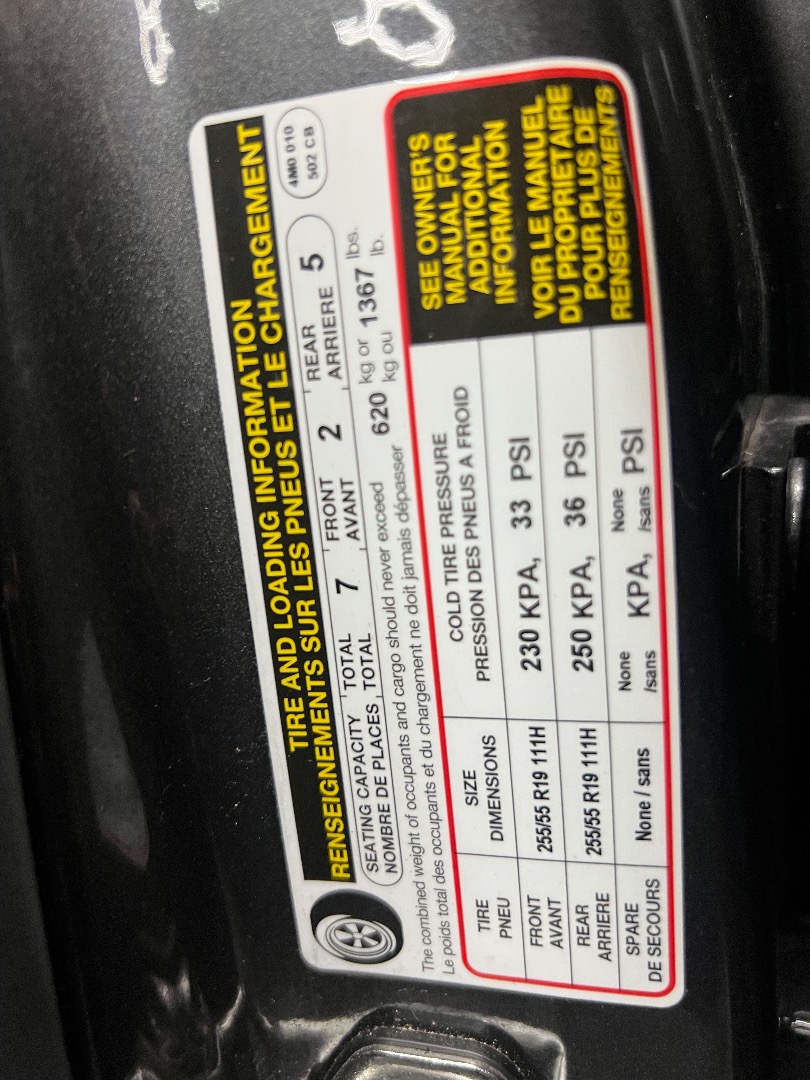 TIRE AND LOADING INFORMATION
RENSEIGNEMENTS SUR LES PNEUS ET LE CHARGEMENT
SEATING CAPACITY TOTAL 7 FRONT 2 REAR 5
NOMBRE DE PLACES TOTAL AVANT ARRIERE
4M0 010
502 CB
The combined weight of occupants and cargo should never exceed 620 kg or 1367 lbs.
Le poids total des occupants et du chargement ne doit jamais dépasser kg ou lb.
TIRE SIZE COLD TIRE PRESSURE
PNEU DIMENSIONS PRESSION DES PNEUS A FROID
FRONT 255/55 R19 111H 230 KPA, 33 PSI
AVANT
REAR 255/55 R19 111H 250 KPA, 36 PSI
ARRIERE
SPARE None / sans None /sans KPA, None /sans PSI
DE SECOURS
SEE OWNER'S
MANUAL FOR
ADDITIONAL
INFORMATION
VOIR LE MANUEL
DU PROPRIETAIRE
POUR PLUS DE
RENSEIGNEMENTS